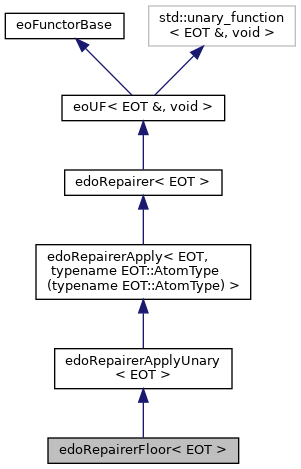 eoFunctorBase
std::unary_function
< EOT &, void >
eoUF< EOT &, void >
edoRepairer< EOT >
edoRepairerApply< EOT,
typename EOT::AtomType
(typename EOT::AtomType) >
edoRepairerApplyUnary
< EOT >
edoRepairerFloor< EOT >